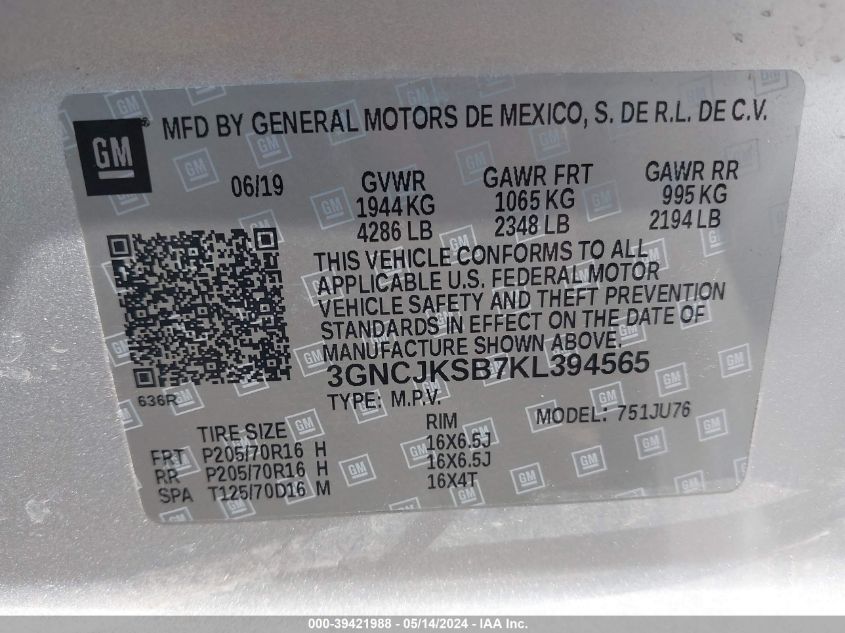 GM
® MFD BY GENERAL MOTORS DE MEXICO, S. DE R.L. DE C.V.
06/19 GVWR GAWR FRT GAWR RR
1944 KG 1065 KG 995 KG
4286 LB 2348 LB 2194 LB
THIS VEHICLE CONFORMS TO ALL
APPLICABLE U.S. FEDERAL MOTOR
VEHICLE SAFETY AND THEFT PREVENTION
STANDARDS IN EFFECT ON THE DATE OF
MANUFACTURE SHOWN ABOVE.
3GNCJKSB7KL394565
636R
TYPE: M.P.V. MODEL: 751JU76
TIRE SIZE RIM
FRT P205/70R16 H 16X6.5J
RR P205/70R16 H 16X6.5J
SPA T125/70D16 M 16X4T
000-39421988 - 05/14/2024 - IAA Inc.